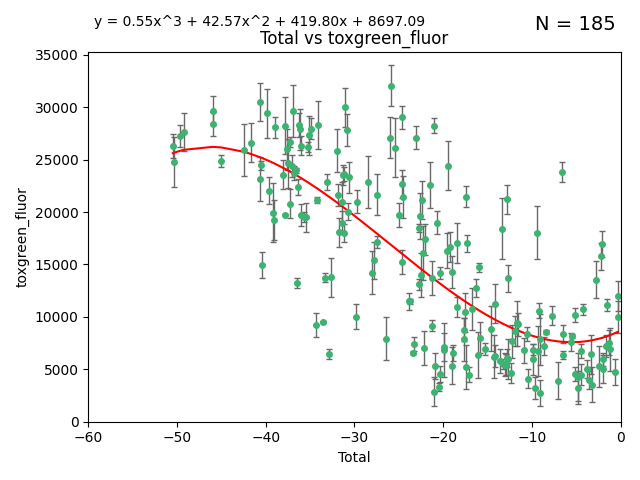 y = 0.55x^3 + 42.57x^2 + 419.80x + 8697.09
N = 185
Total vs toxgreen_fluor
35000
30000
25000
20000
15000
10000
5000
0
toxgreen_fluor
−60 −50 −40 −30 −20 −10 0
Total